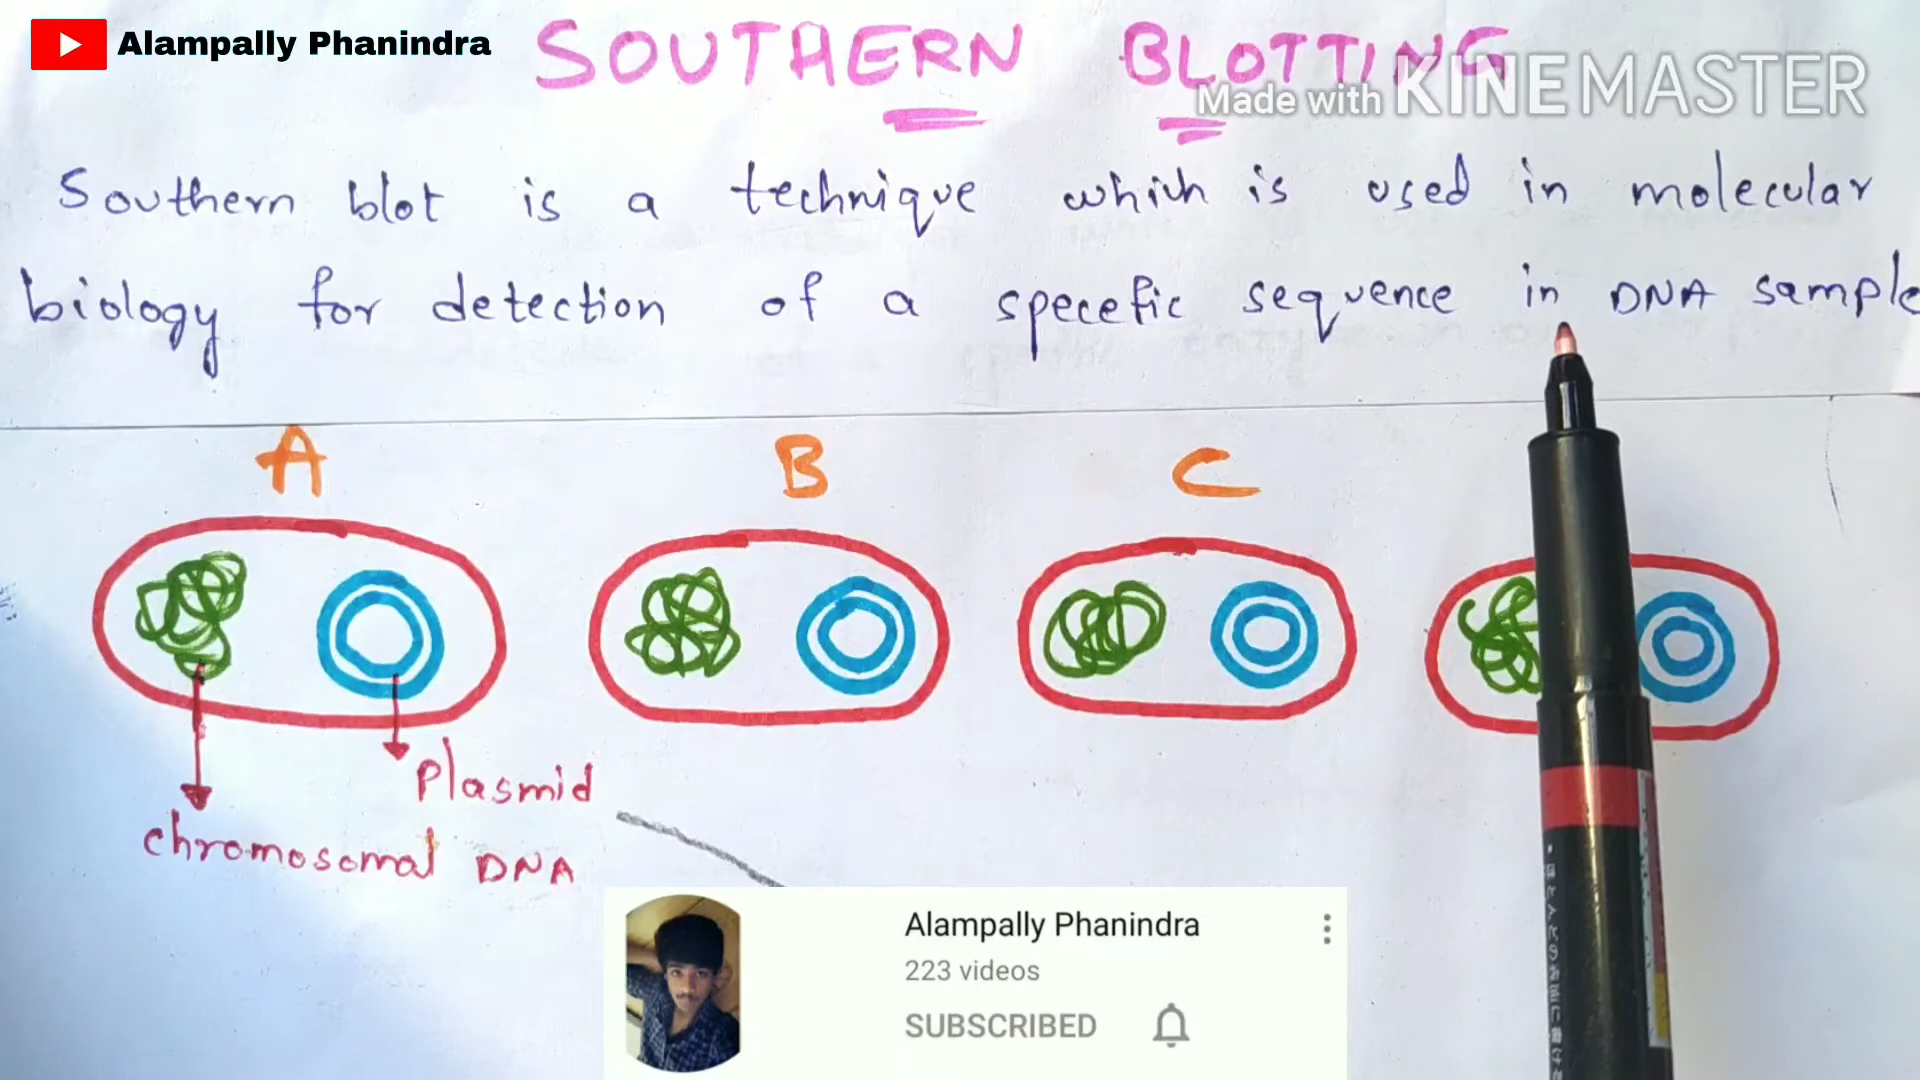 Alampally Phanindra
SOUTHERN BLOTTING
Made with KINEMASTER
Southern blot is a technique which is used in molecular
biology for detection of a specefic sequence in DNA sample
A B C
plasmid
chromosomal DNA
Alampally Phanindra
223 videos
SUBSCRIBED